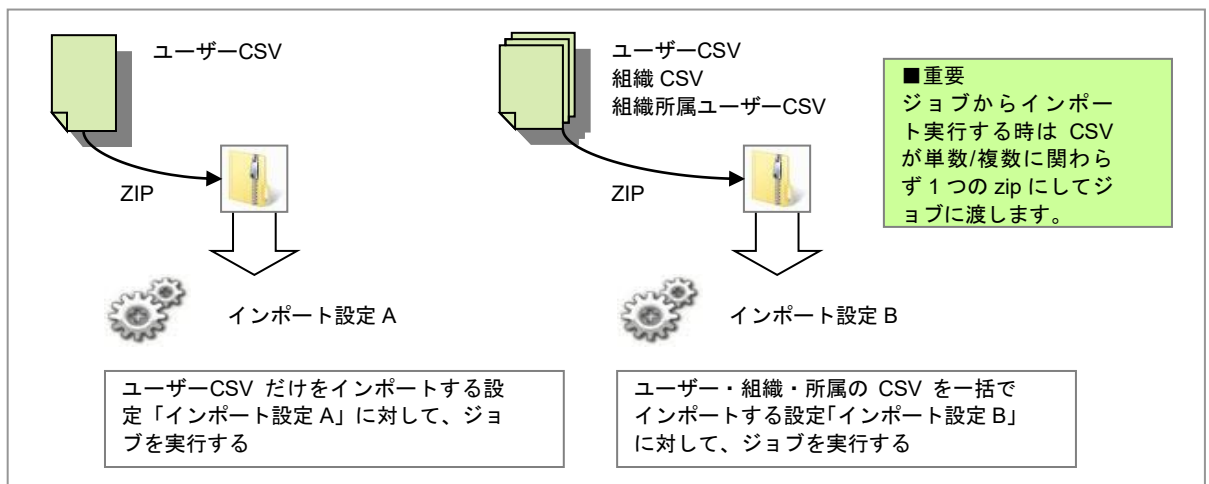 ユーザーCSV
ZIP
インポート設定 A
ユーザーCSV だけをインポートする設
定「インポート設定 A」に対して、ジョ
ブを実行する
ユーザーCSV
組織 CSV
組織所属ユーザーCSV
ZIP
インポート設定 B
ユーザー・組織・所属の CSV を一括で
インポートする設定「インポート設定 B」
に対して、ジョブを実行する
■重要
ジョブからインポー
ト実行する時は CSV
が単数/複数に関わら
ず 1 つの zip にしてジ
ョブに渡します。